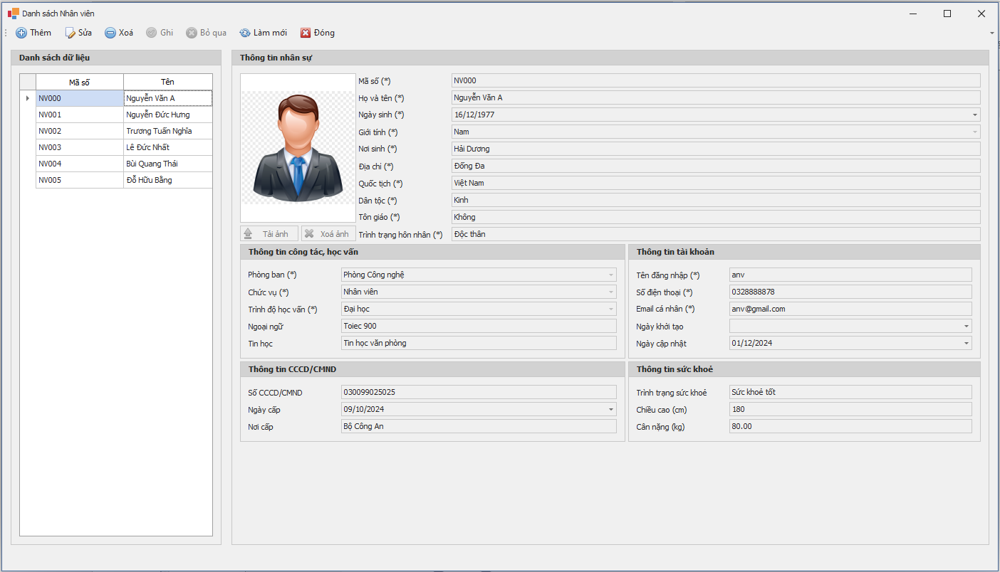 Danh sách Nhân viên
Thêm Sửa Xoá Ghi Bỏ qua Làm mới Đóng
Danh sách dữ liệu
Mã số Tên
NV000 Nguyễn Văn A
NV001 Nguyễn Đức Hưng
NV002 Trương Tuấn Nghĩa
NV003 Lê Đức Nhất
NV004 Bùi Quang Thái
NV005 Đỗ Hữu Bằng
Thông tin nhân sự
Mã số (*) NV000
Họ và tên (*) Nguyễn Văn A
Ngày sinh (*) 16/12/1977
Giới tính (*) Nam
Nơi sinh (*) Hải Dương
Địa chỉ (*) Đống Đa
Quốc tịch (*) Việt Nam
Dân tộc (*) Kinh
Tôn giáo (*) Không
Tải ảnh Xoá ảnh Trình trạng hôn nhân (*) Độc thân
Thông tin công tác, học vấn
Phòng ban (*) Phòng Công nghệ
Chức vụ (*) Nhân viên
Trình độ học vấn (*) Đại học
Ngoại ngữ Toiec 900
Tin học Tin học văn phòng
Thông tin tài khoản
Tên đăng nhập (*) anv
Số điện thoại (*) 0328888878
Email cá nhân (*) anv@gmail.com
Ngày khởi tạo
Ngày cập nhật 01/12/2024
Thông tin CCCD/CMND
Số CCCD/CMND 030099025025
Ngày cấp 09/10/2024
Nơi cấp Bộ Công An
Thông tin sức khoẻ
Trình trạng sức khoẻ Sức khoẻ tốt
Chiều cao (cm) 180
Cân nặng (kg) 80.00